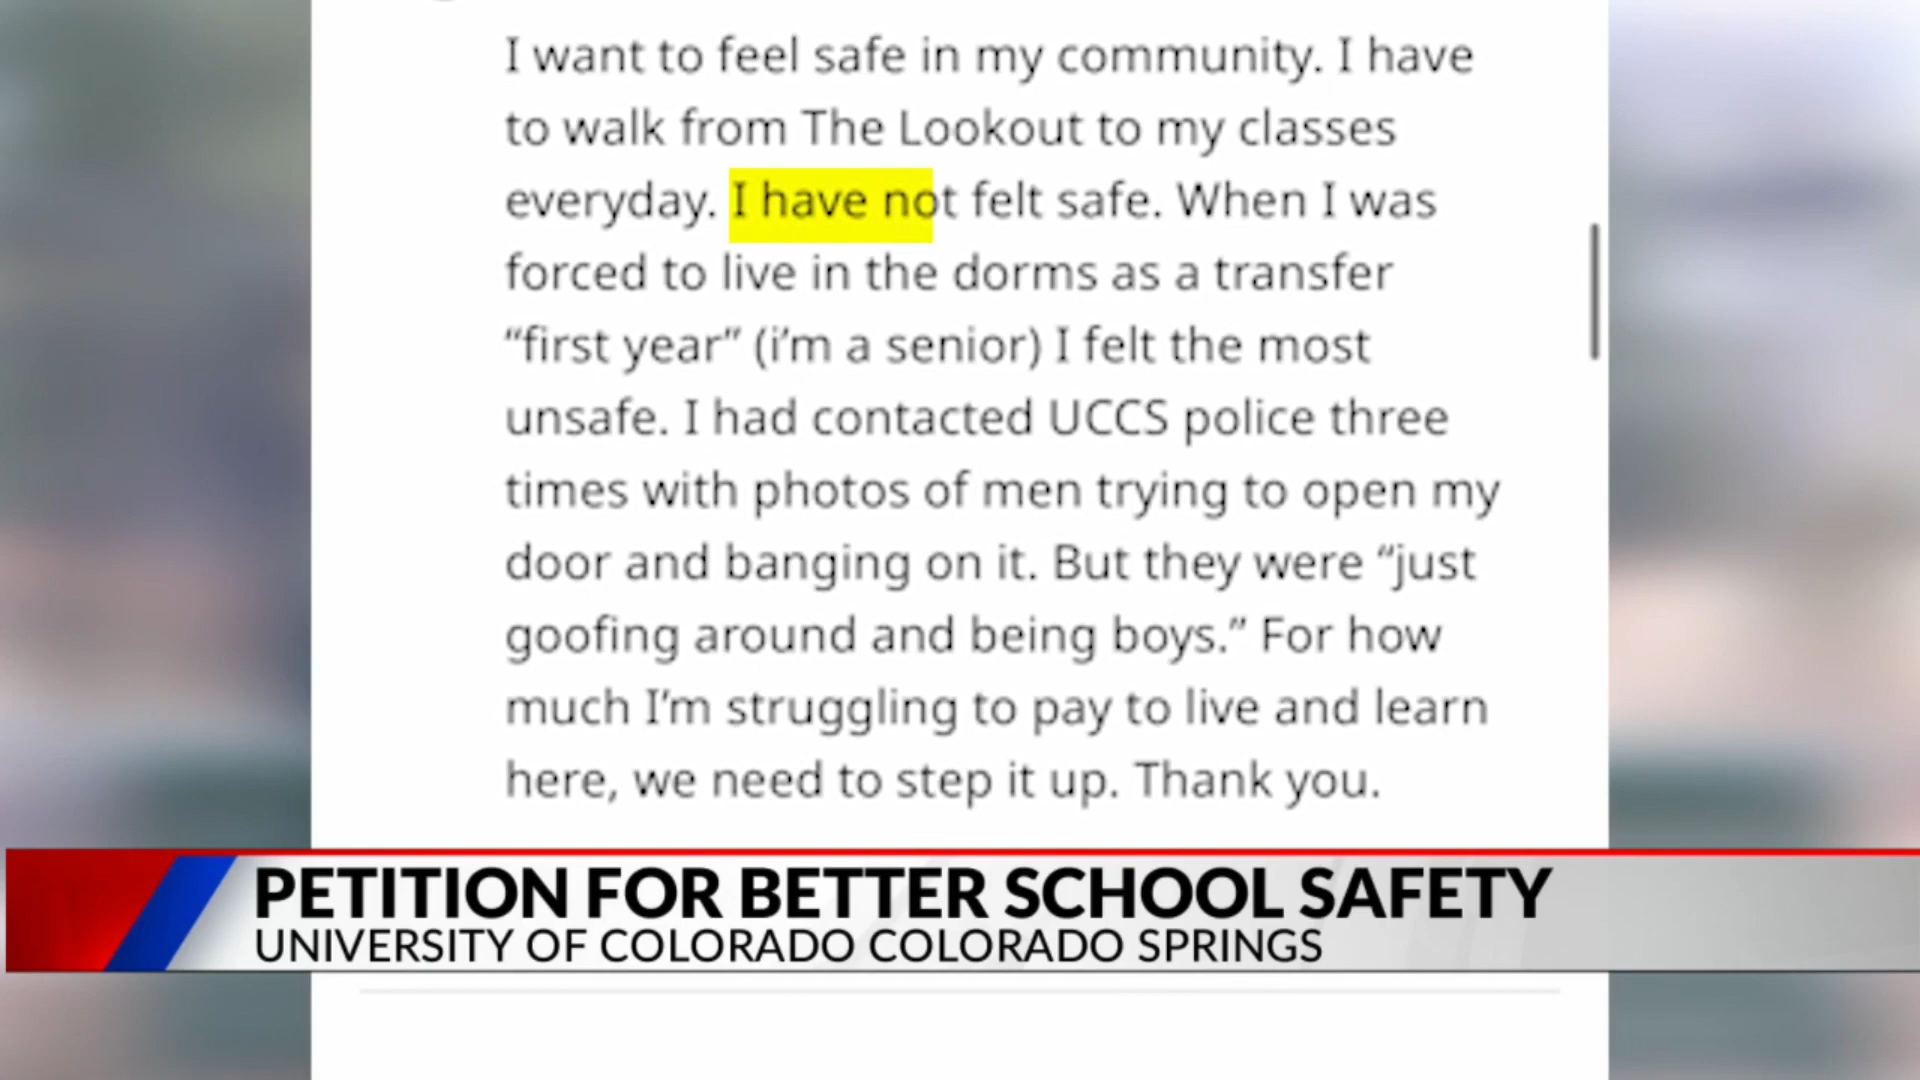 I want to feel safe in my community. I have
to walk from The Lookout to my classes
everyday. I have not felt safe. When I was
forced to live in the dorms as a transfer
“first year” (i’m a senior) I felt the most
unsafe. I had contacted UCCS police three
times with photos of men trying to open my
door and banging on it. But they were “just
goofing around and being boys.” For how
much I’m struggling to pay to live and learn
here, we need to step it up. Thank you.
PETITION FOR BETTER SCHOOL SAFETY
UNIVERSITY OF COLORADO COLORADO SPRINGS